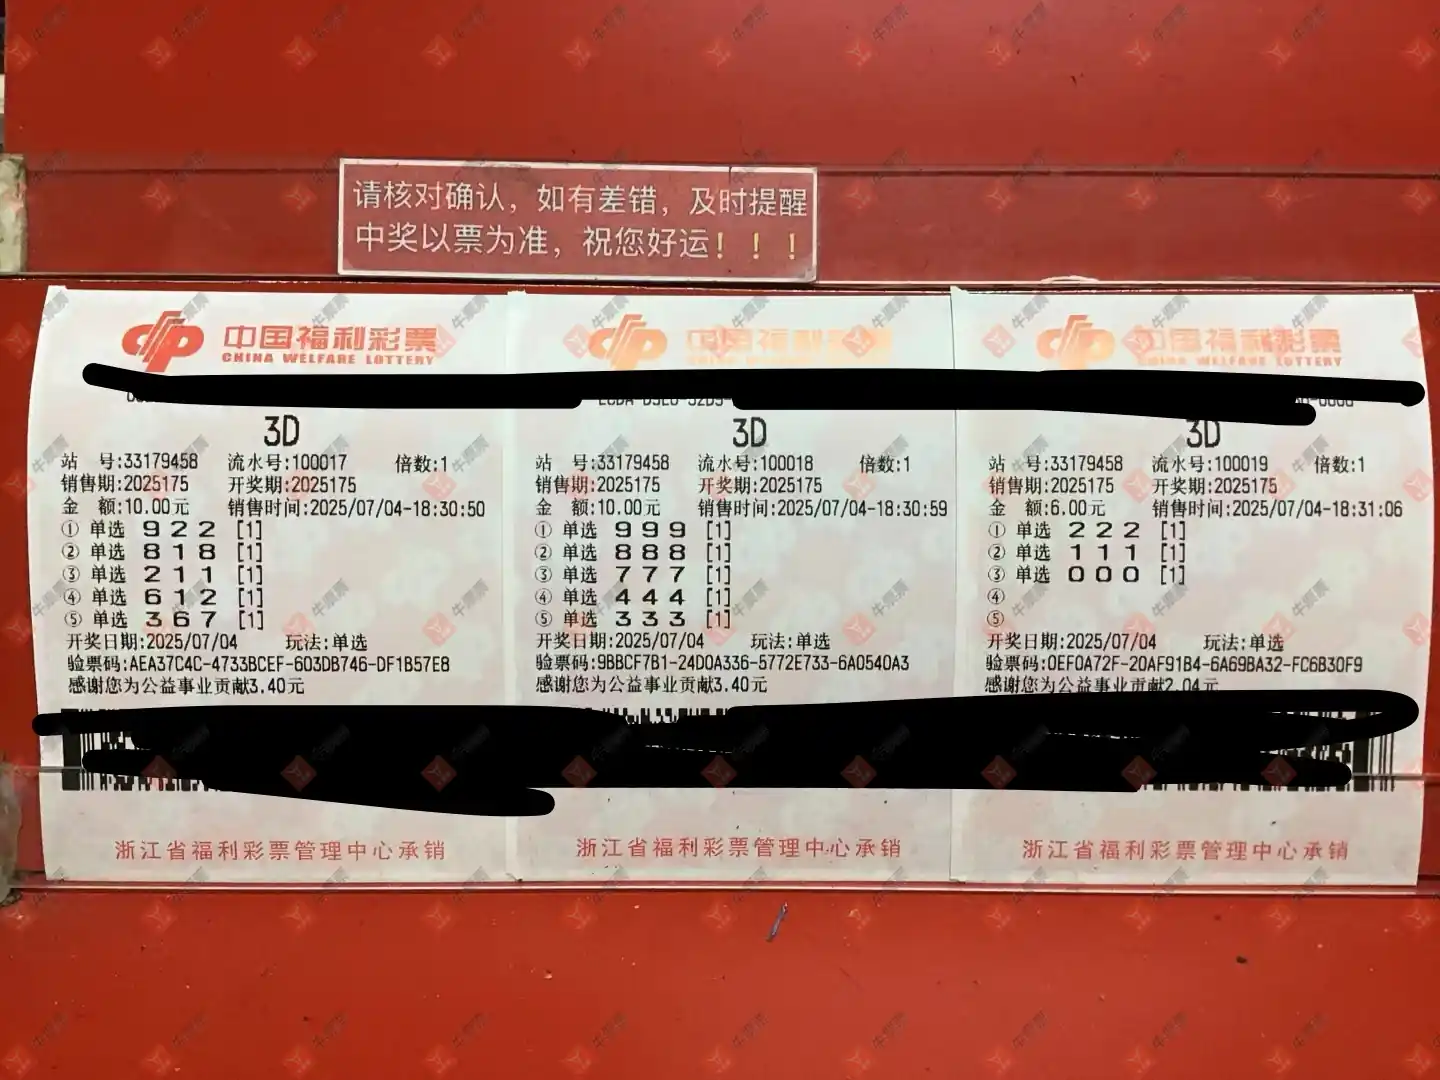 请核对确认，如有差错，及时提醒
中奖以票为准，祝您好运！！！
中国福利彩票
CHINA WELFARE LOTTERY
3D
站 号:33179458 流水号:100017 倍数:1
销售期:2025175 开奖期:2025175
金 额:10.00元 销售时间:2025/07/04-18:30:50
① 单选 9 2 2 [1]
② 单选 8 1 8 [1]
③ 单选 2 1 1 [1]
④ 单选 6 1 2 [1]
⑤ 单选 3 6 7 [1]
开奖日期:2025/07/04 玩法:单选
验票码:AEA37C4C-4733BCEF-603DB746-DF1B57E8
感谢您为公益事业贡献3.40元
浙江省福利彩票管理中心承销
中国福利彩票
CHINA WELFARE LOTTERY
3D
站 号:33179458 流水号:100018 倍数:1
销售期:2025175 开奖期:2025175
金 额:10.00元 销售时间:2025/07/04-18:30:59
① 单选 9 9 9 [1]
② 单选 8 8 8 [1]
③ 单选 7 7 7 [1]
④ 单选 4 4 4 [1]
⑤ 单选 3 3 3 [1]
开奖日期:2025/07/04 玩法:单选
验票码:9BBCF7B1-24D0A336-5772E733-6A0540A3
感谢您为公益事业贡献3.40元
浙江省福利彩票管理中心承销
中国福利彩票
CHINA WELFARE LOTTERY
3D
站 号:33179458 流水号:100019 倍数:1
销售期:2025175 开奖期:2025175
金 额:6.00元 销售时间:2025/07/04-18:31:06
① 单选 2 2 2 [1]
② 单选 1 1 1 [1]
③ 单选 0 0 0 [1]
④
⑤
开奖日期:2025/07/04 玩法:单选
验票码:0EF0A72F-20AF91B4-6A69BA32-FC6B30F9
感谢您为公益事业贡献2.04元
浙江省福利彩票管理中心承销